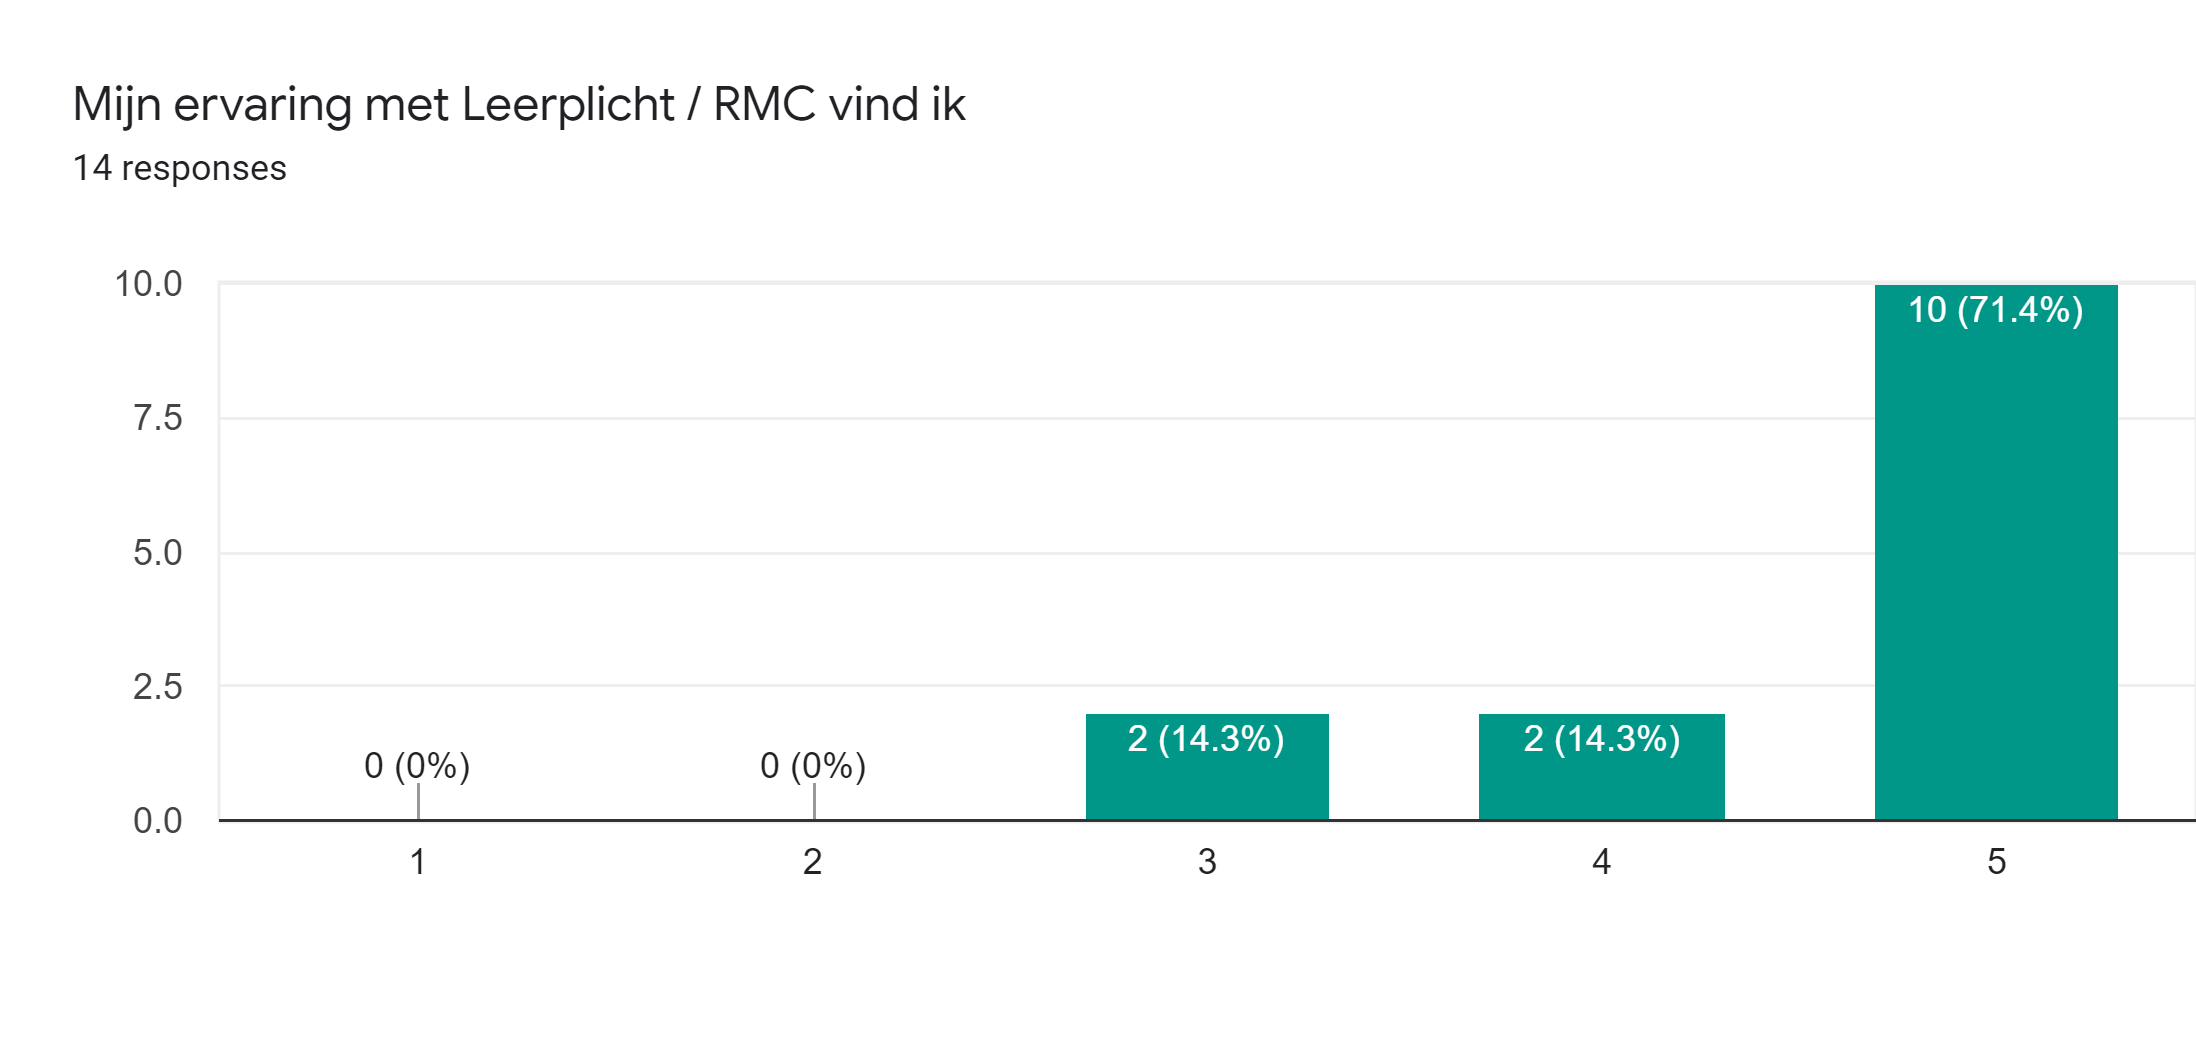 Mijn ervaring met Leerplicht / RMC vind ik
14 responses
10.0
10 (71.4%)
7.5
5.0
2.5
2 (14.3%) 2 (14.3%)
0 (0%) 0 (0%)
0.0
1 2 3 4 5